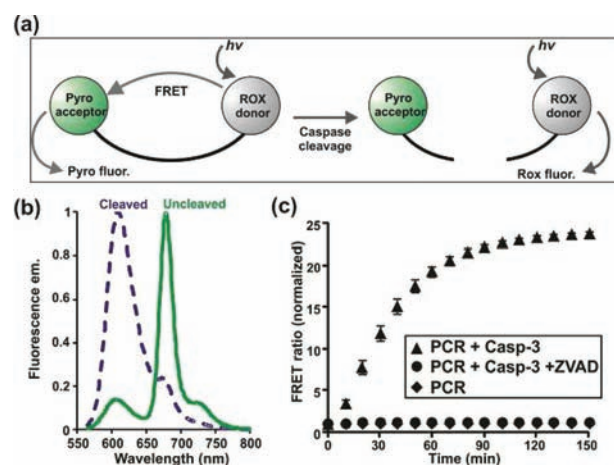 (a)
hv
hv
FRET
Pyro
acceptor
ROX
donor
Caspase
cleavage
Pyro
acceptor
ROX
donor
Pyro fluor.
Rox fluor.
(b)
Cleaved
Uncleaved
Fluorescence em.
1
0.8
0.6
0.4
0.2
0
550 600 650 700 750 800
Wavelength (nm)
(c)
FRET ratio (normalized)
25
20
15
10
5
0
PCR + Casp-3
PCR + Casp-3 +ZVAD
PCR
0 30 60 90 120 150
Time (min)